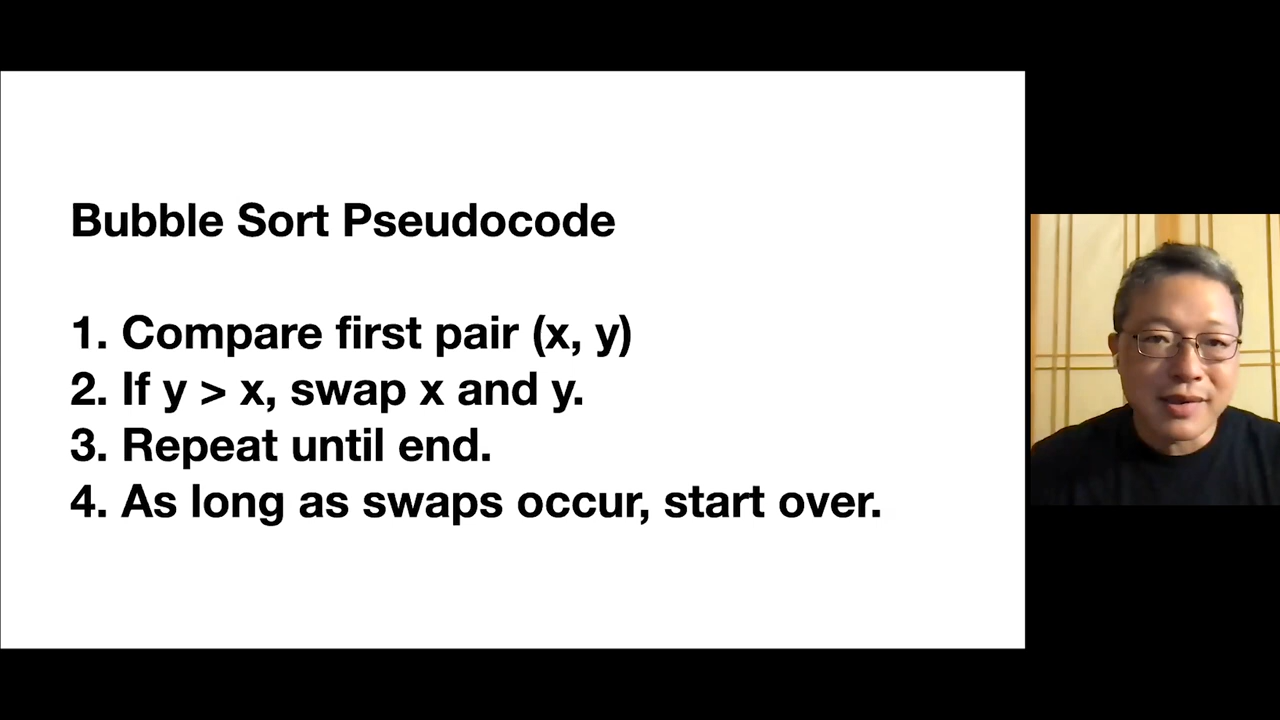 Bubble Sort Pseudocode
1. Compare first pair (x, y)
2. If y > x, swap x and y.
3. Repeat until end.
4. As long as swaps occur, start over.